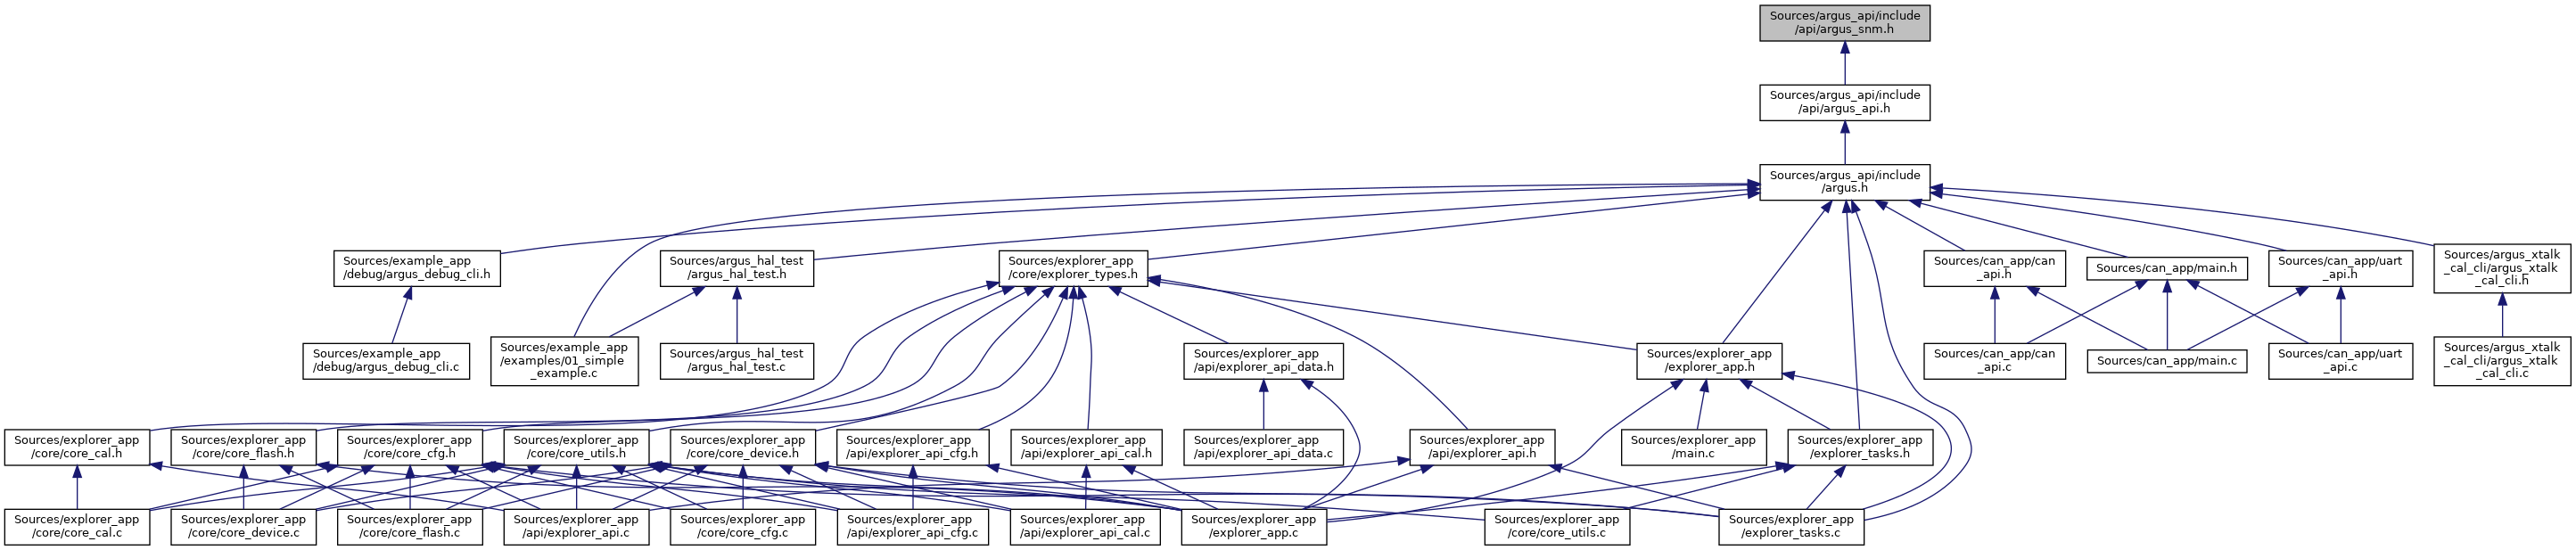 Sources/argus_api/include
/api/argus_snm.h
Sources/argus_api/include
/api/argus_api.h
Sources/argus_api/include
/argus.h
Sources/example_app
/debug/argus_debug_cli.h
Sources/argus_hal_test
/argus_hal_test.h
Sources/explorer_app
/core/explorer_types.h
Sources/can_app/can
_api.h
Sources/can_app/main.h
Sources/can_app/uart
_api.h
Sources/argus_xtalk
_cal_cli/argus_xtalk
_cal_cli.h
Sources/example_app
/debug/argus_debug_cli.c
Sources/example_app
/examples/01_simple
_example.c
Sources/argus_hal_test
/argus_hal_test.c
Sources/explorer_app
/api/explorer_api_data.h
Sources/explorer_app
/explorer_app.h
Sources/can_app/can
_api.c
Sources/can_app/main.c
Sources/can_app/uart
_api.c
Sources/argus_xtalk
_cal_cli/argus_xtalk
_cal_cli.c
Sources/explorer_app
/core/core_cal.h
Sources/explorer_app
/core/core_flash.h
Sources/explorer_app
/core/core_cfg.h
Sources/explorer_app
/core/core_utils.h
Sources/explorer_app
/core/core_device.h
Sources/explorer_app
/api/explorer_api_cfg.h
Sources/explorer_app
/api/explorer_api_cal.h
Sources/explorer_app
/api/explorer_api_data.c
Sources/explorer_app
/api/explorer_api.h
Sources/explorer_app
/main.c
Sources/explorer_app
/explorer_tasks.h
Sources/explorer_app
/core/core_cal.c
Sources/explorer_app
/core/core_device.c
Sources/explorer_app
/core/core_flash.c
Sources/explorer_app
/api/explorer_api.c
Sources/explorer_app
/core/core_cfg.c
Sources/explorer_app
/api/explorer_api_cfg.c
Sources/explorer_app
/api/explorer_api_cal.c
Sources/explorer_app
/explorer_app.c
Sources/explorer_app
/core/core_utils.c
Sources/explorer_app
/explorer_tasks.c